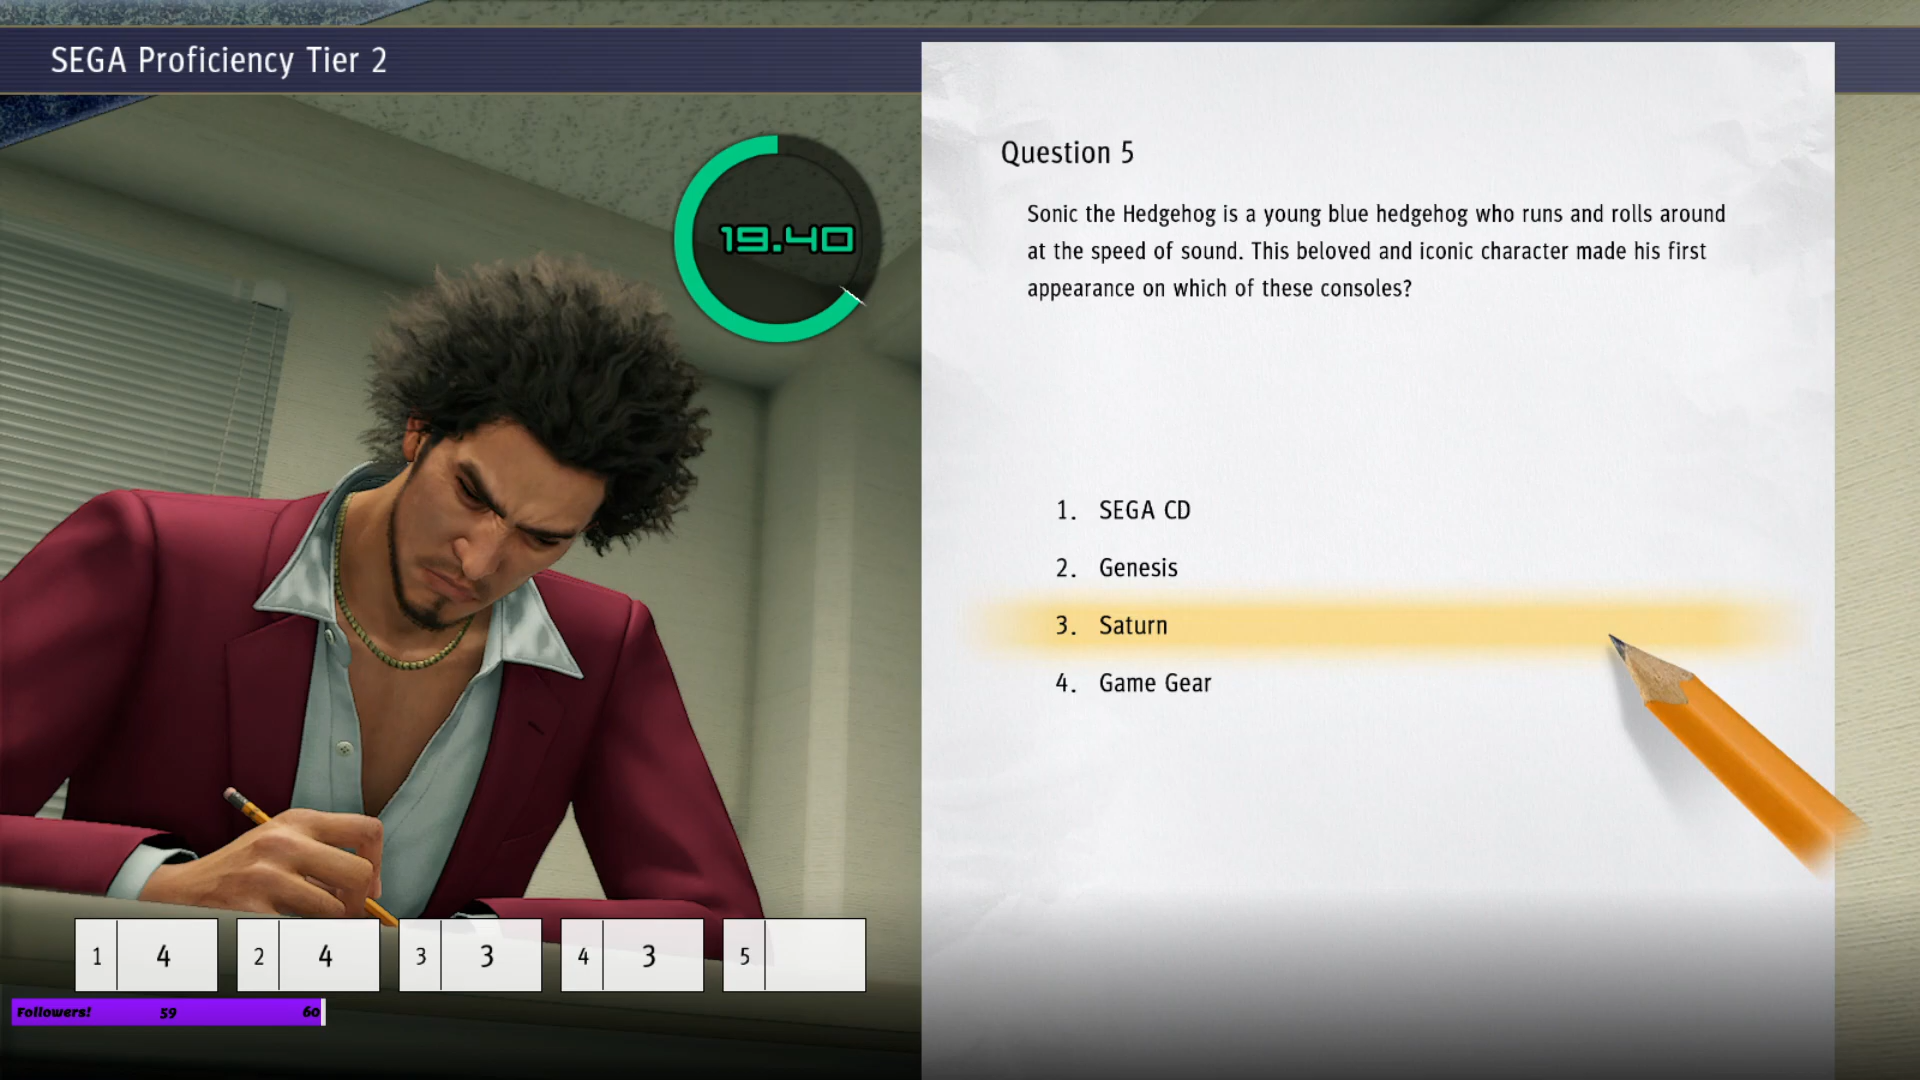 SEGA Proficiency Tier 2
19.40
Question 5
Sonic the Hedgehog is a young blue hedgehog who runs and rolls around
at the speed of sound. This beloved and iconic character made his first
appearance on which of these consoles?
1. SEGA CD
2. Genesis
3. Saturn
4. Game Gear
1 4 2 4 3 3 4 3 5
Followers! 59 60